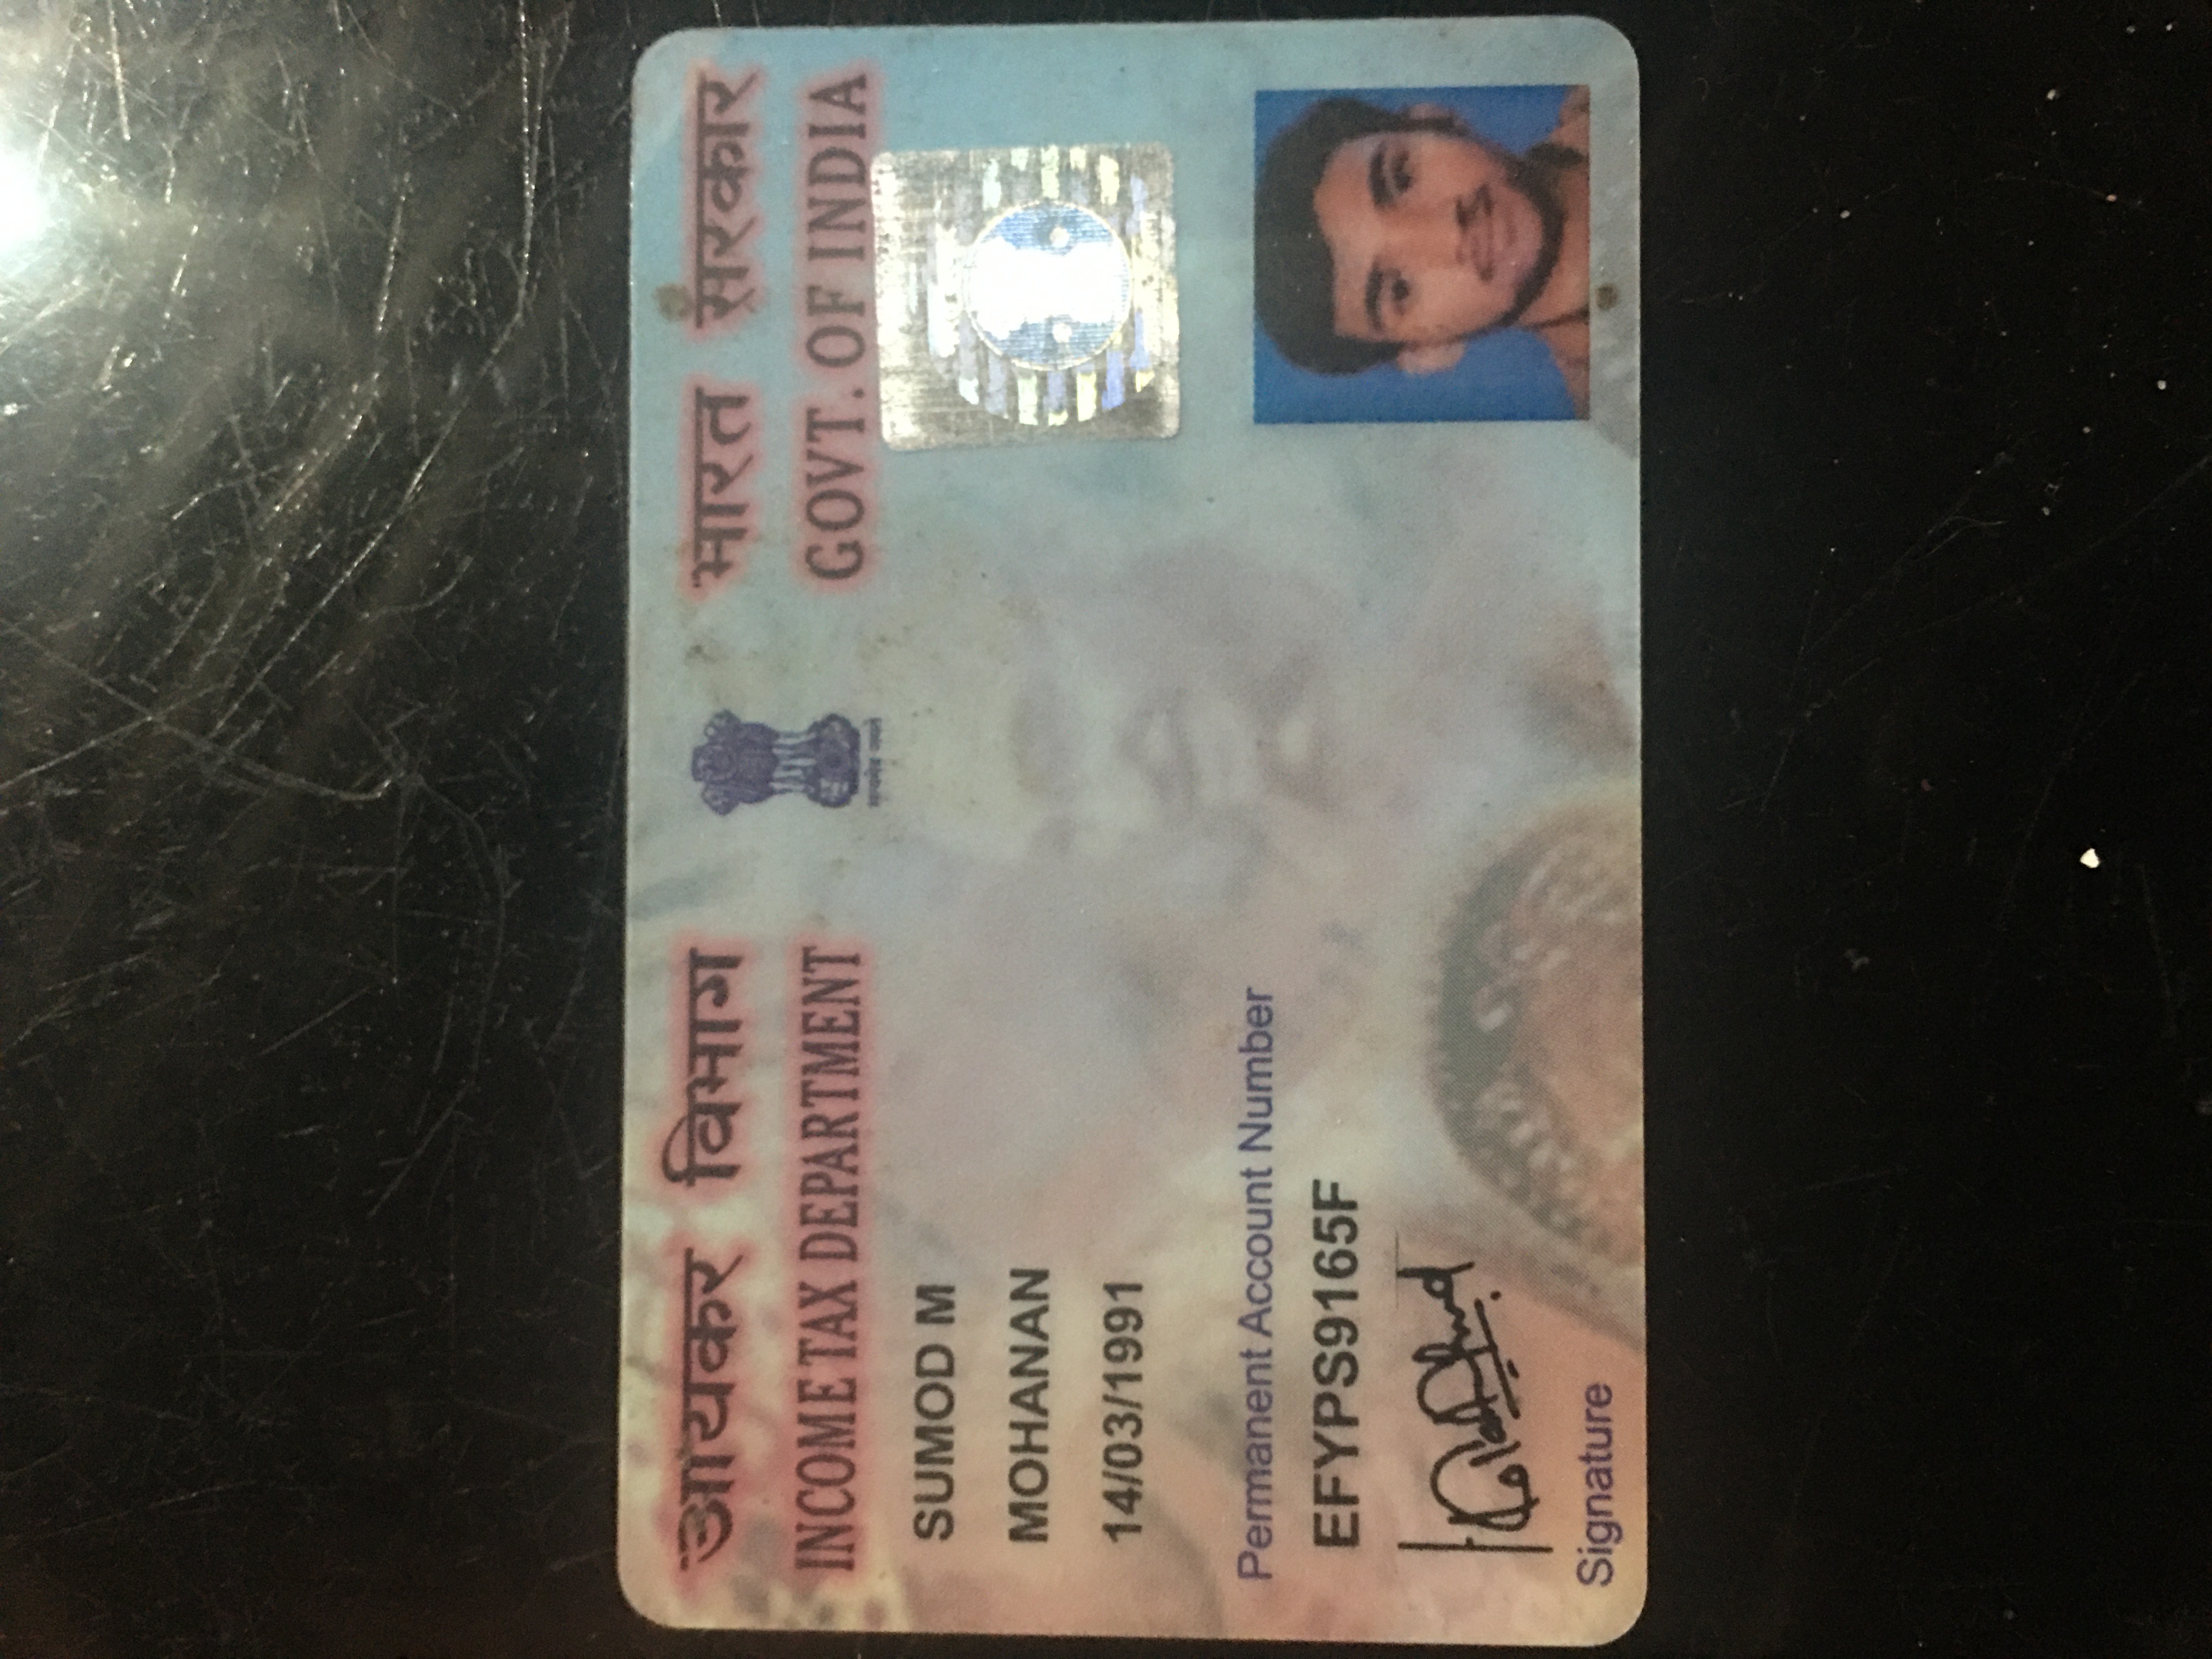 आयकर विभाग
INCOME TAX DEPARTMENT
भारत सरकार
GOVT. OF INDIA
सत्यमेव जयते
SUMOD M
MOHANAN
14/03/1991
Permanent Account Number
EFYPS9165F
Signature